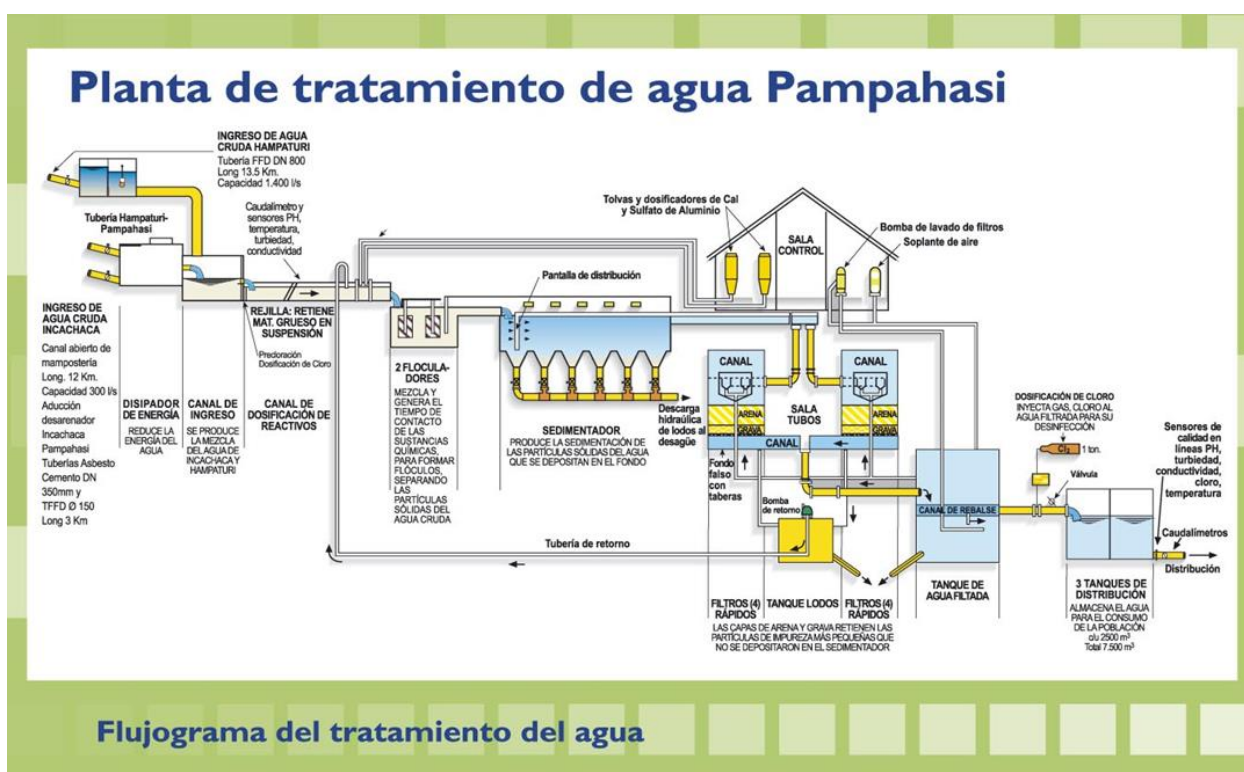 Planta de tratamiento de agua Pampahasi
INGRESO DE AGUA
CRUDA HAMPATURI
Tubería FFD DN 800
Long 13.5 Km.
Capacidad 1.400 l/s
Tubería Hampaturi-
Pampahasi
Caudalímetro y
sensores PH,
temperatura,
turbiedad,
conductividad
Tolvas y dosificadores de Cal
y Sulfato de Aluminio
SALA
CONTROL
Bomba de lavado de filtros
Soplante de aire
Pantalla de distribución
INGRESO DE
AGUA CRUDA
INCACHACA
Canal abierto de
mampostería
Long. 12 Km.
Capacidad 300 l/s
Aducción
desarenador
Incachaca
Pampahasi
Tuberías Asbesto
Cemento DN
350mm y
TFFD Ø 150
Long 3 Km
DISIPADOR
DE ENERGÍA
REDUCE LA
ENERGÍA DEL
AGUA
CANAL DE
INGRESO
SE PRODUCE
LA MEZCLA
DEL AGUA DE
INCACHACA Y
HAMPATURI
REJILLA: RETIENE
MAT. GRUESO EN
SUSPENSIÓN
Precloración
Dosificación de Cloro
CANAL DE
DOSIFICACIÓN DE
REACTIVOS
2 FLOCULA-
DORES
MEZCLA Y
GENERA EL
TIEMPO DE
CONTACTO
DE LAS
SUSTANCIAS
QUÍMICAS,
PARA FORMAR
FLÓCULOS,
SEPARANDO
LAS
PARTÍCULAS
SÓLIDAS DEL
AGUA CRUDA
SEDIMENTADOR
PRODUCE LA SEDIMENTACIÓN DE
LAS PARTÍCULAS SÓLIDAS DEL AGUA
QUE SE DEPOSITAN EN EL FONDO
Descarga
hidraúlica
de lodos al
desagüe
CANAL
CANAL
SALA
TUBOS
ARENA
GRAVA
ARENA
GRAVA
CANAL
Fondo
falso
con
taberas
Bomba
de retorno
Tubería de retorno
FILTROS (4)
RÁPIDOS
TANQUE LODOS
FILTROS (4)
RÁPIDOS
LAS CAPAS DE ARENA Y GRAVA RETIENEN LAS
PARTÍCULAS DE IMPUREZA MÁS PEQUEÑAS QUE
NO SE DEPOSITARON EN EL SEDIMENTADOR
CANAL DE REBALSE
TANQUE DE
AGUA FILTADA
DOSIFICACIÓN DE CLORO
INYECTA GAS, CLORO AL
AGUA FILTRADA PARA SU
DESINFECCIÓN
Cl2
1 ton.
Válvula
Sensores de
calidad en
líneas PH,
turbiedad,
conductividad,
cloro,
temperatura
Caudalímetros
Distribución
3 TANQUES DE
DISTRIBUCIÓN
ALMACENA EL AGUA
PARA EL CONSUMO
DE LA POBLACIÓN
c/u 2500 m³
Total 7.500 m³
Flujograma del tratamiento del agua